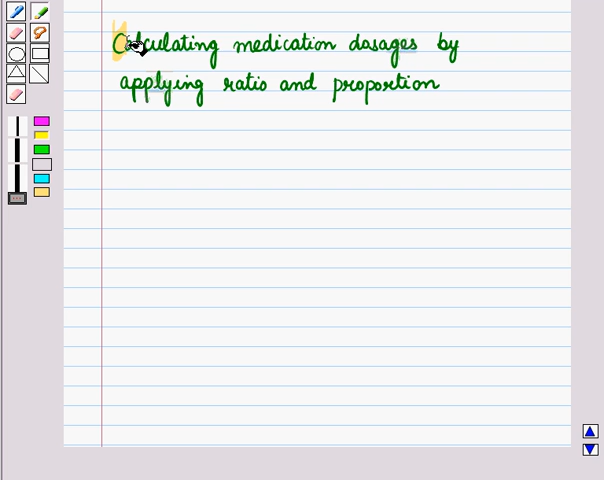 Calculating medication dosages by
applying ratio and proportion